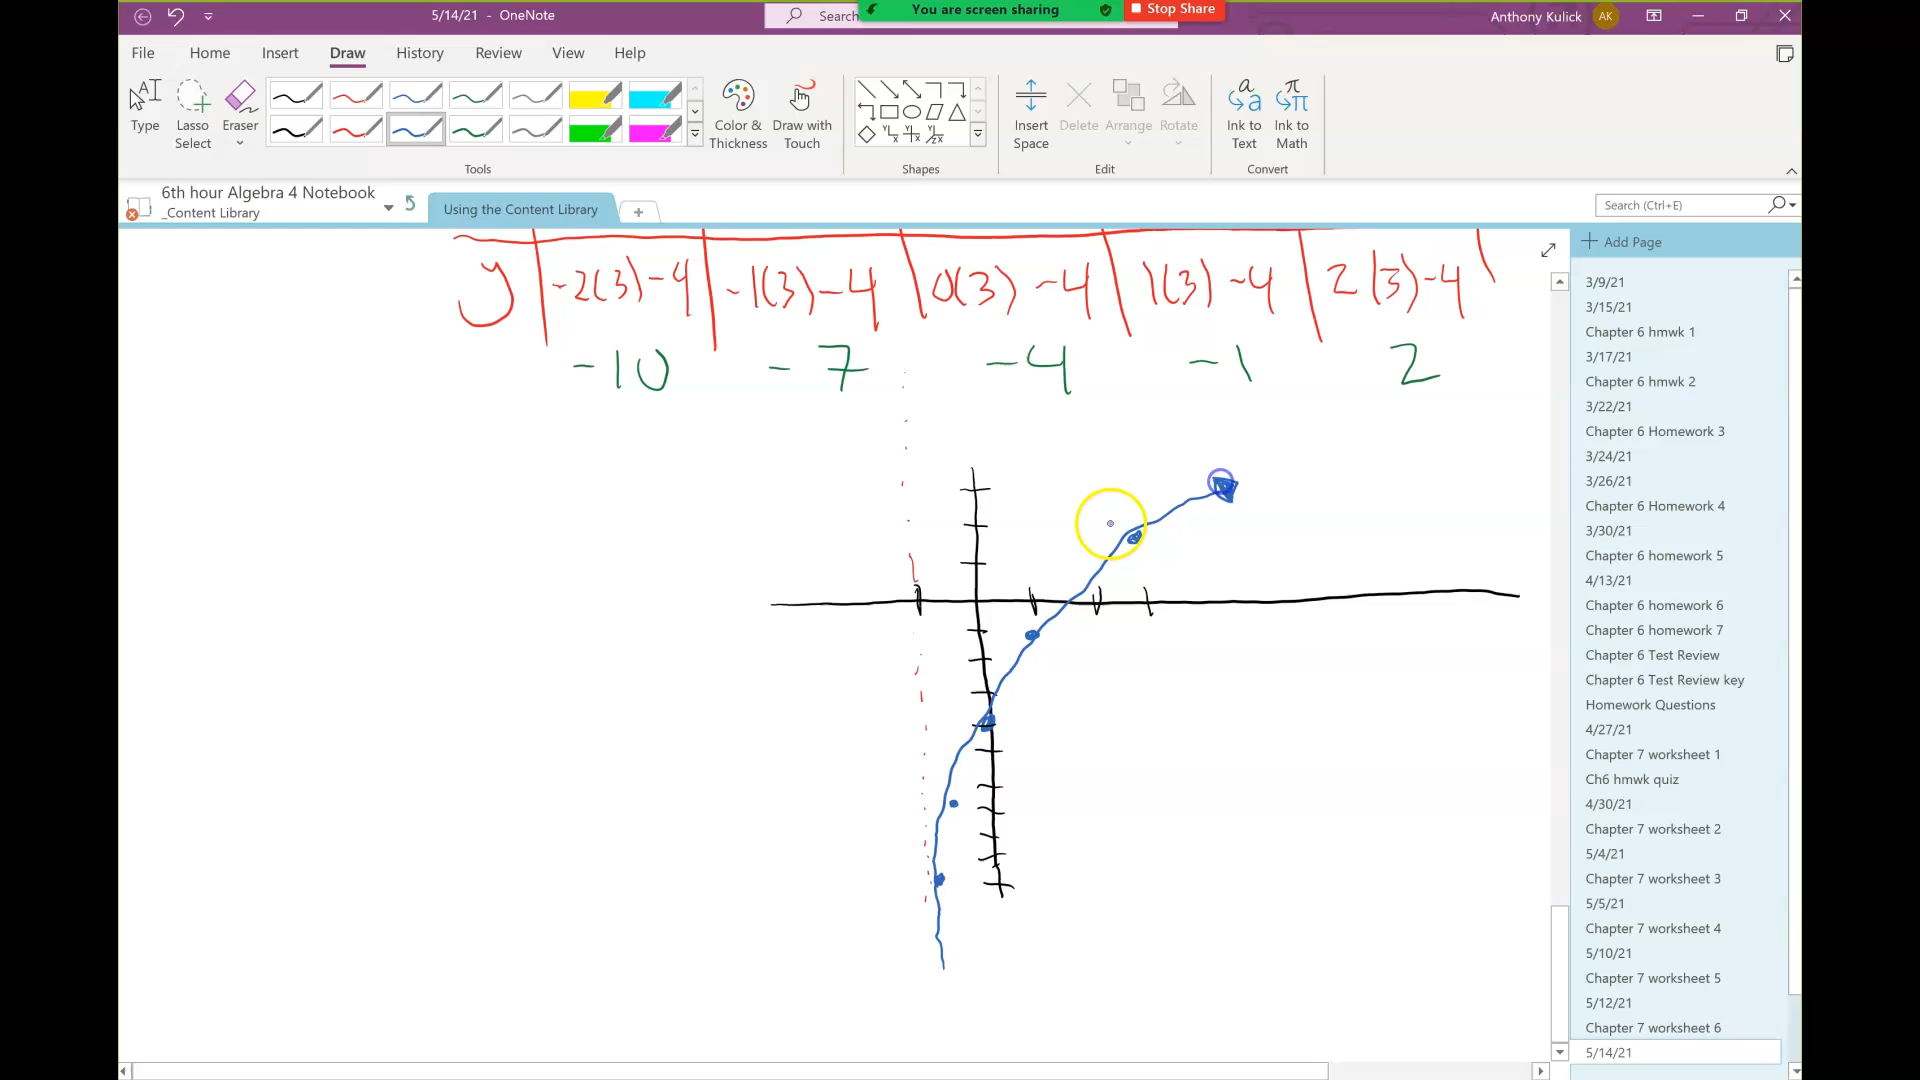 5/14/21 - OneNote
Search
You are screen sharing
Stop Share
Anthony Kulick
AK
File Home Insert Draw History Review View Help
Type
Lasso Select
Eraser
Color & Thickness
Draw with Touch
Insert Space
Delete
Arrange
Rotate
Ink to Text
Ink to Math
Tools
Shapes
Edit
Convert
6th hour Algebra 4 Notebook
_Content Library
Using the Content Library
Search (Ctrl+E)
Add Page
y -2(3)-4 -1(3)-4 0(3)-4 1(3)-4 2(3)-4
-10 -7 -4 -1 2
3/9/21
3/15/21
Chapter 6 hmwk 1
3/17/21
Chapter 6 hmwk 2
3/22/21
Chapter 6 Homework 3
3/24/21
3/26/21
Chapter 6 Homework 4
3/30/21
Chapter 6 homework 5
4/13/21
Chapter 6 homework 6
Chapter 6 homework 7
Chapter 6 Test Review
Chapter 6 Test Review key
Homework Questions
4/27/21
Chapter 7 worksheet 1
Ch6 hmwk quiz
4/30/21
Chapter 7 worksheet 2
5/4/21
Chapter 7 worksheet 3
5/5/21
Chapter 7 worksheet 4
5/10/21
Chapter 7 worksheet 5
5/12/21
Chapter 7 worksheet 6
5/14/21